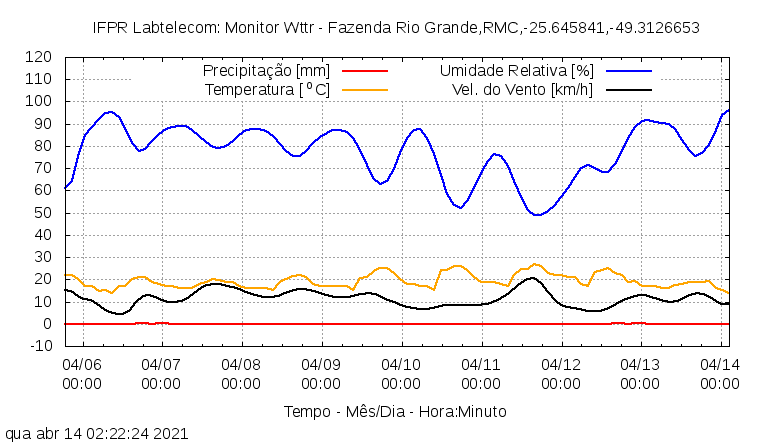 IFPR Labtelecom: Monitor Wttr - Fazenda Rio Grande,RMC,-25.645841,-49.3126653
120
110
100
90
80
70
60
50
40
30
20
10
0
-10
Precipitação [mm]
Umidade Relativa [%]
Temperatura [⁰C]
Vel. do Vento [km/h]
04/06 04/07 04/08 04/09 04/10 04/11 04/12 04/13 04/14
00:00 00:00 00:00 00:00 00:00 00:00 00:00 00:00 00:00
Tempo - Mês/Dia - Hora:Minuto
qua abr 14 02:22:24 2021